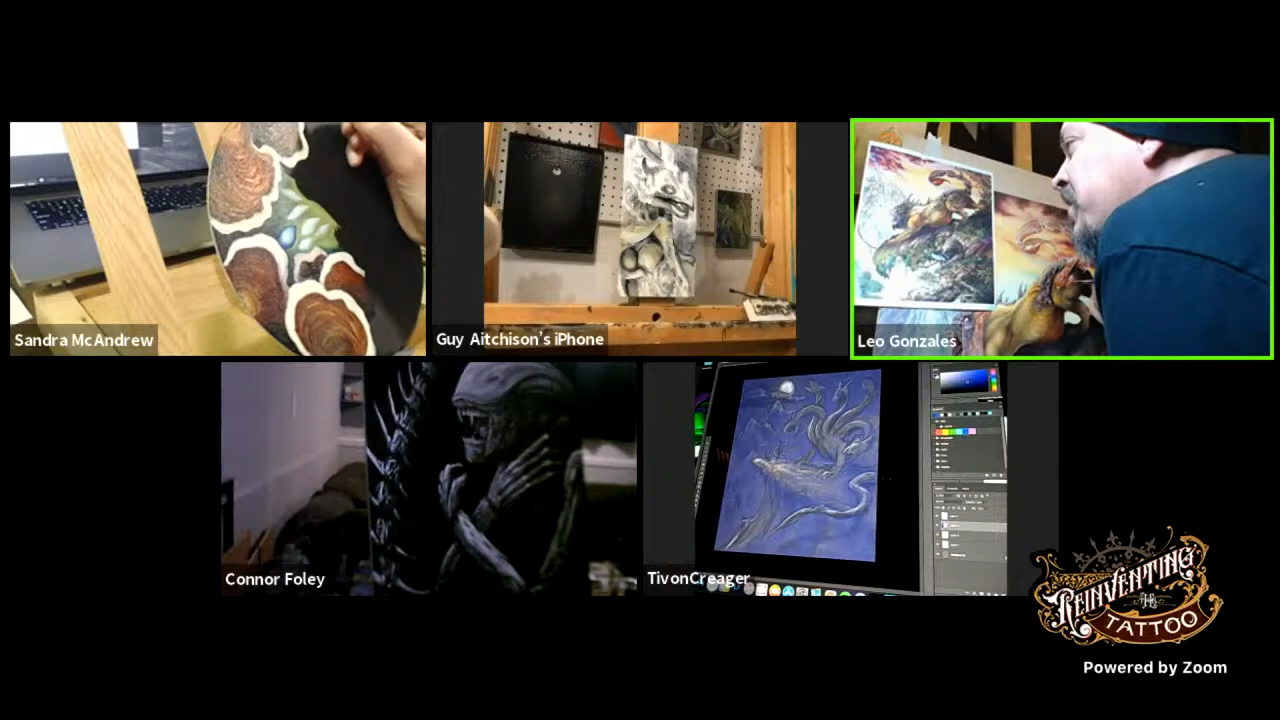 Sandra McAndrew
Guy Aitchison's iPhone
Leo Gonzales
Connor Foley
TivonCreager
REINVENTING
THE
TATTOO
Powered by Zoom